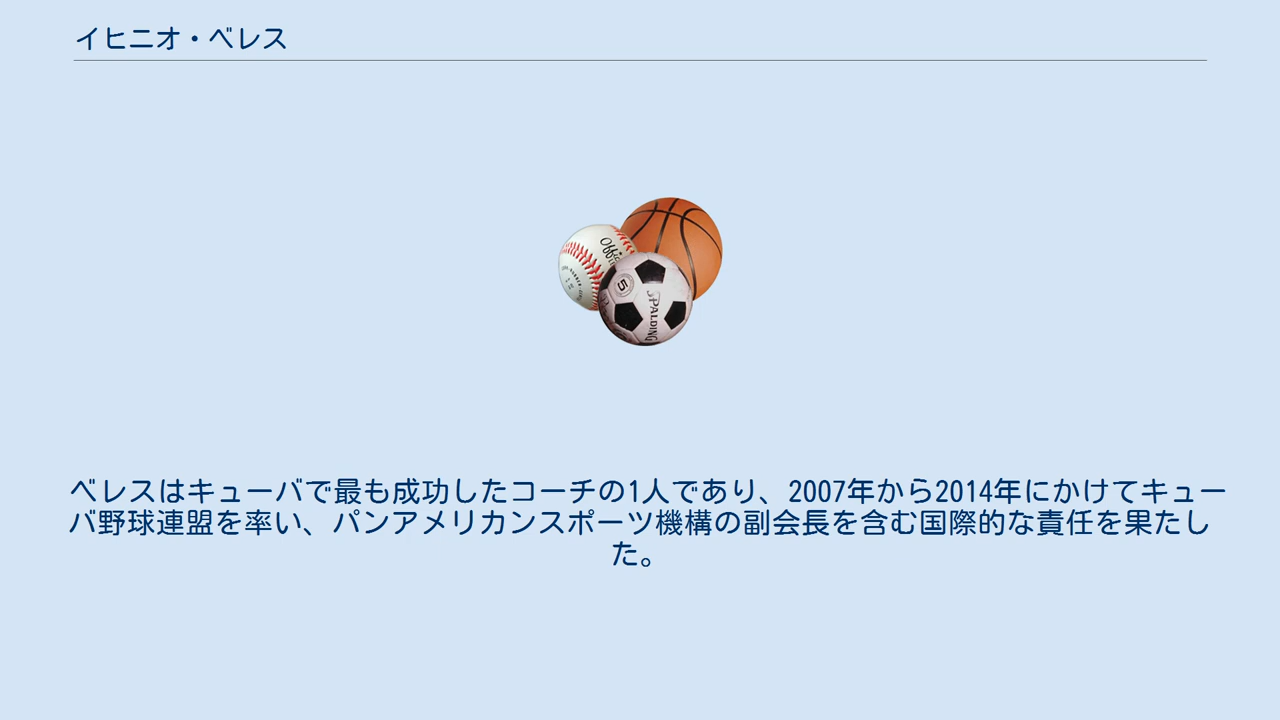 イヒニオ・ベレス
Offic
5
SPALDING
ベレスはキューバで最も成功したコーチの1人であり、2007年から2014年にかけてキュー
バ野球連盟を率い、パンアメリカンスポーツ機構の副会長を含む国際的な責任を果たし
た。